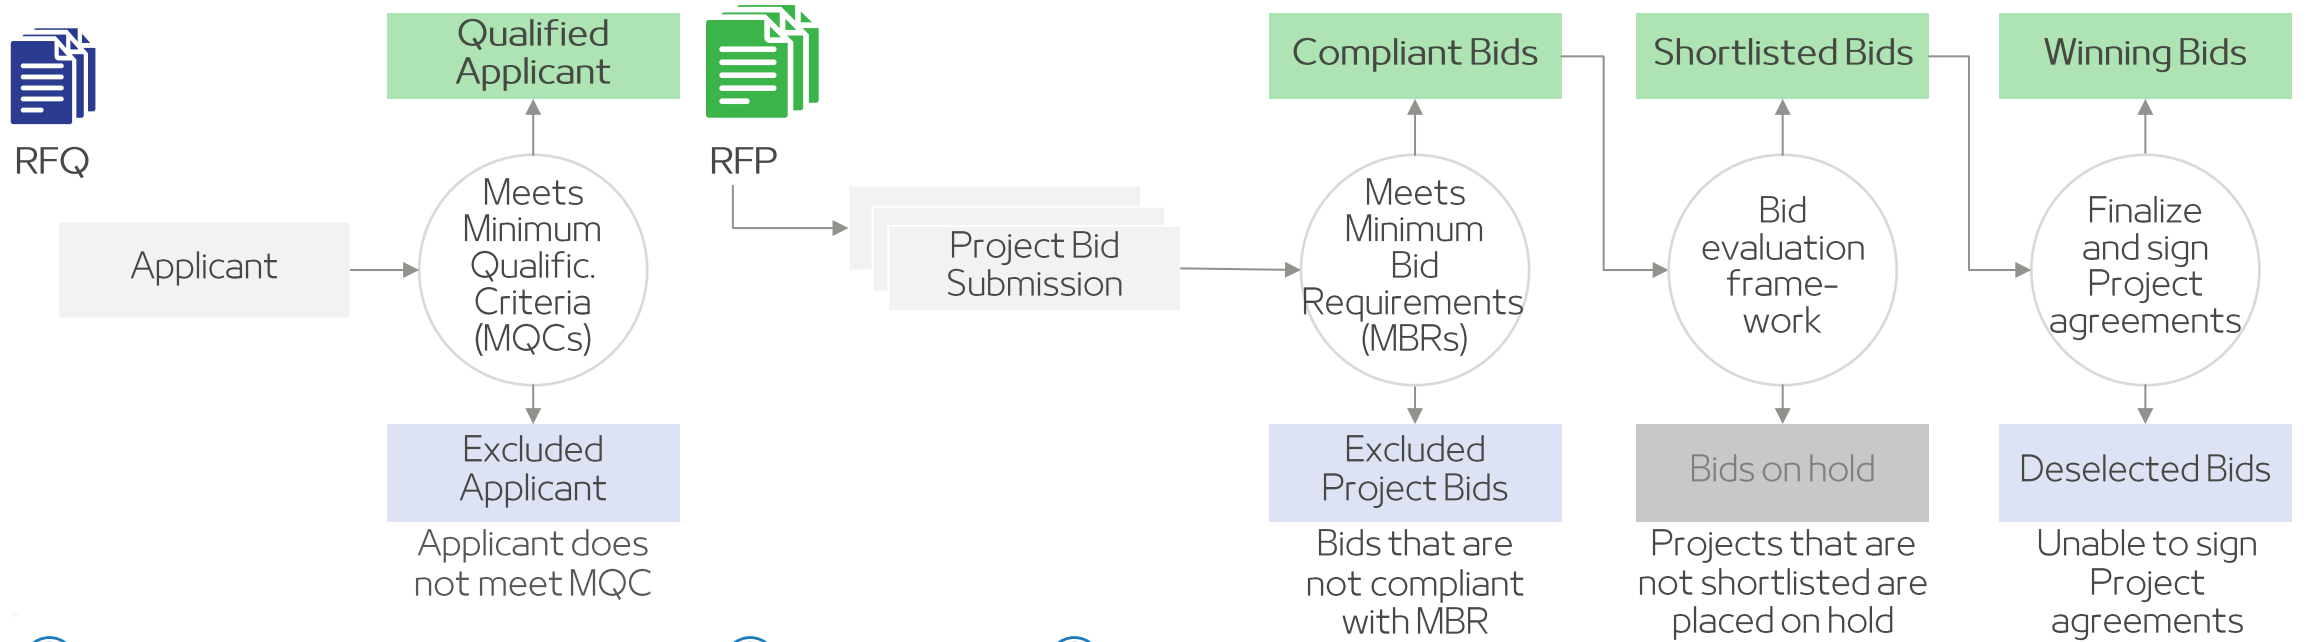 RFQ
Applicant
Qualified
Applicant
Meets
Minimum
Qualific.
Criteria
(MQCs)
Excluded
Applicant
Applicant does
not meet MQC
RFP
Project Bid
Submission
Compliant Bids
Meets
Minimum
Bid
Requirements
(MBRs)
Excluded
Project Bids
Bids that are
not compliant
with MBR
Shortlisted Bids
Bid
evaluation
frame-
work
Bids on hold
Projects that are
not shortlisted are
placed on hold
Winning Bids
Finalize
and sign
Project
agreements
Deselected Bids
Unable to sign
Project
agreements